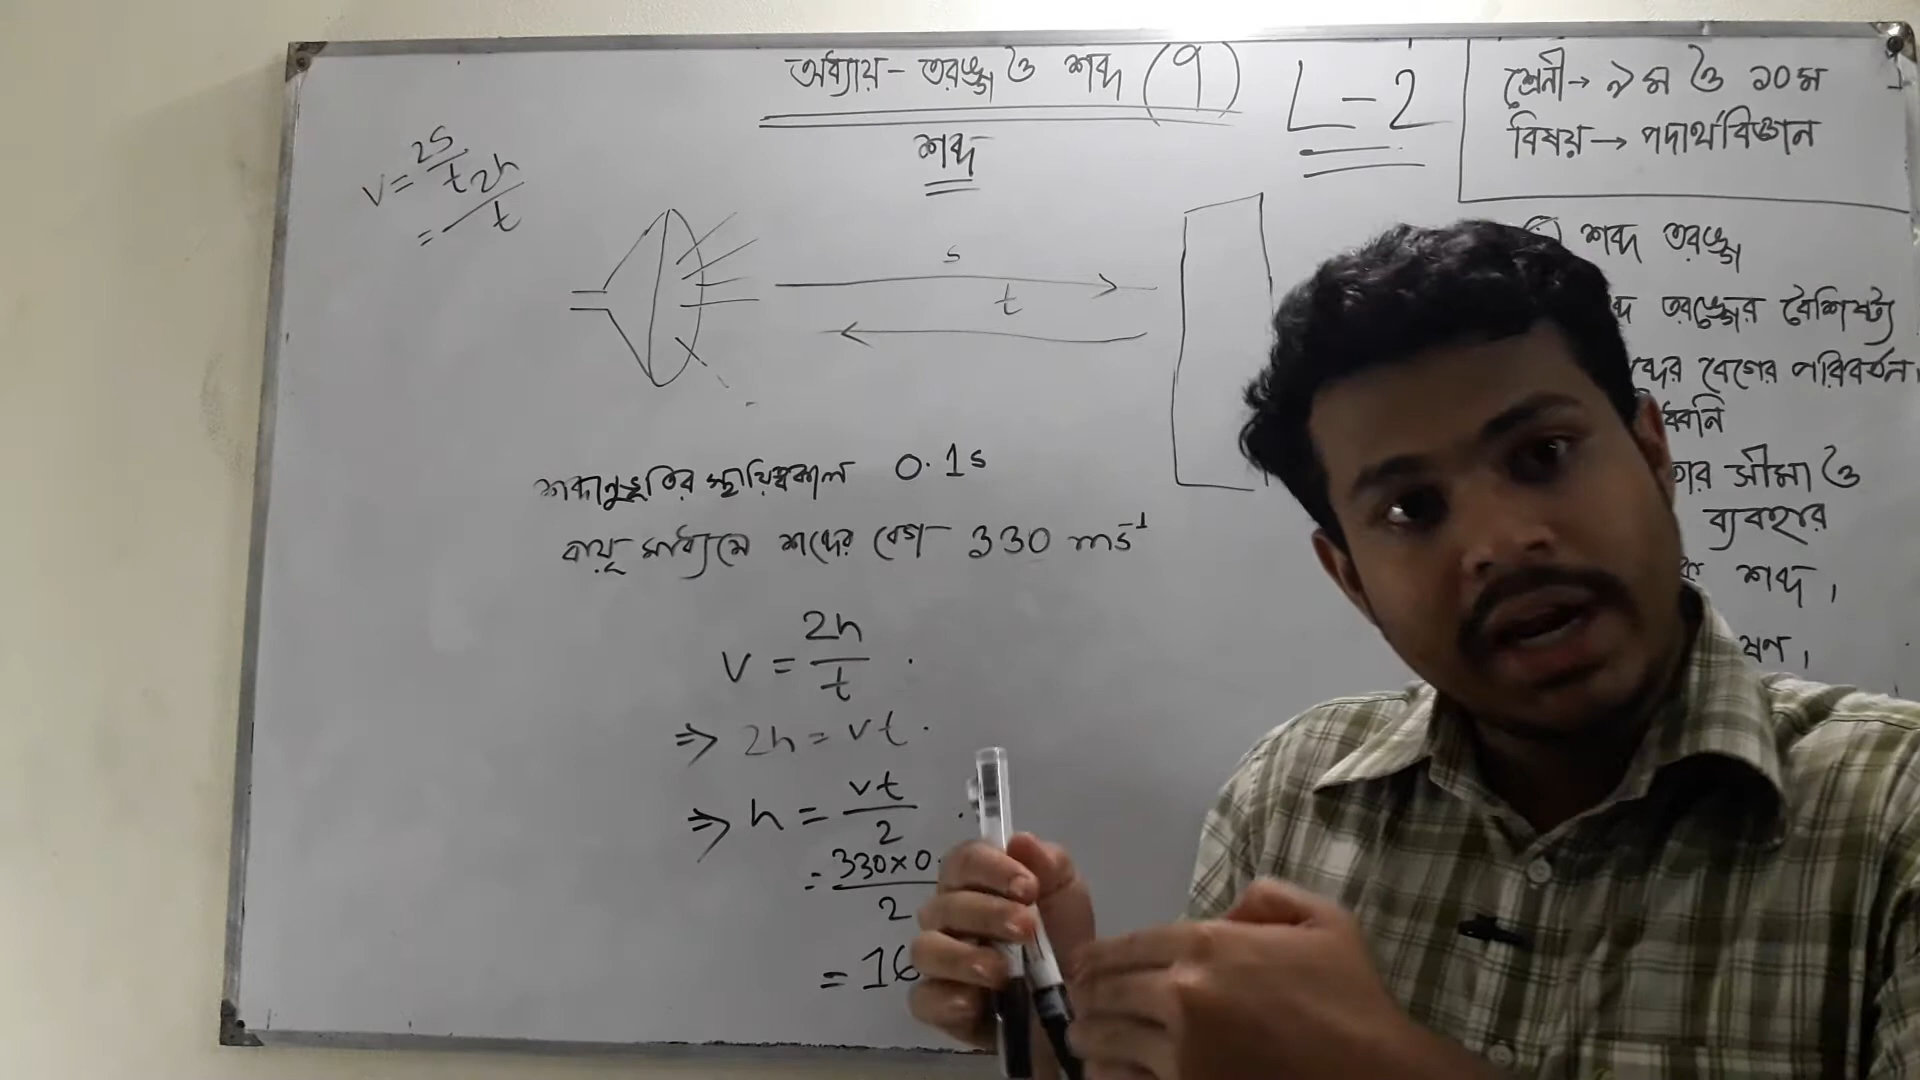 অধ্যায় - তরঙ্গ ও শব্দ (৭)
L - 2
শব্দ
শ্রেনী → ৯ম ও ১০ম
বিষয় → পদার্থবিজ্ঞান
v = 2s/t
= 2h/t
s
t
শব্দ তরঙ্গ
তরঙ্গের বৈশিষ্ট্য
বেগের পরিবর্তন।
সীমা ও
ব্যবহার
শব্দ।
শব্দানুভূতির স্থায়িত্বকাল 0.1s
বায়ু মাধ্যমে শব্দের বেগ 330 ms⁻¹
v = 2h/t
⇒ 2h = vt
⇒ h = vt/2
= 330×0./2
= 16